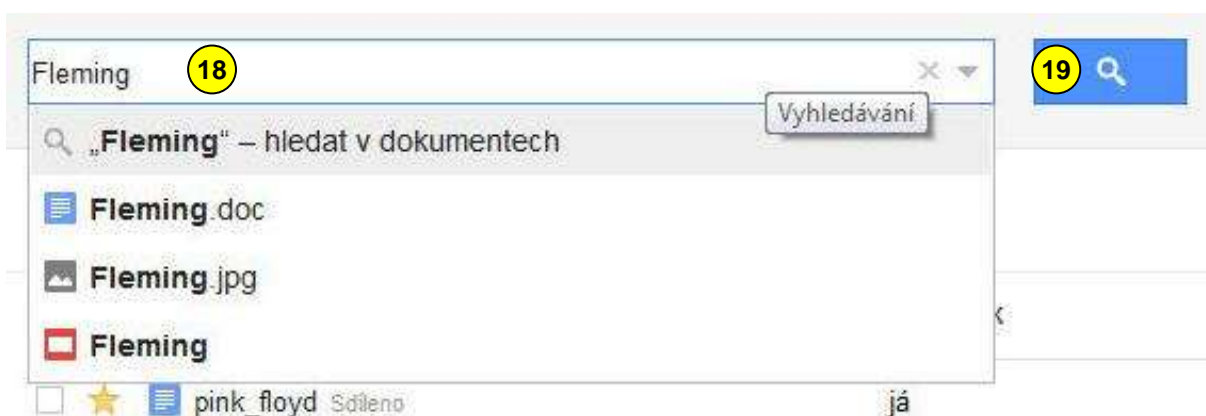 Fleming 18 19
Vyhledávání
„Fleming“ – hledat v dokumentech
Fleming.doc
Fleming.jpg
k
Fleming
pink_floyd Sdíleno já